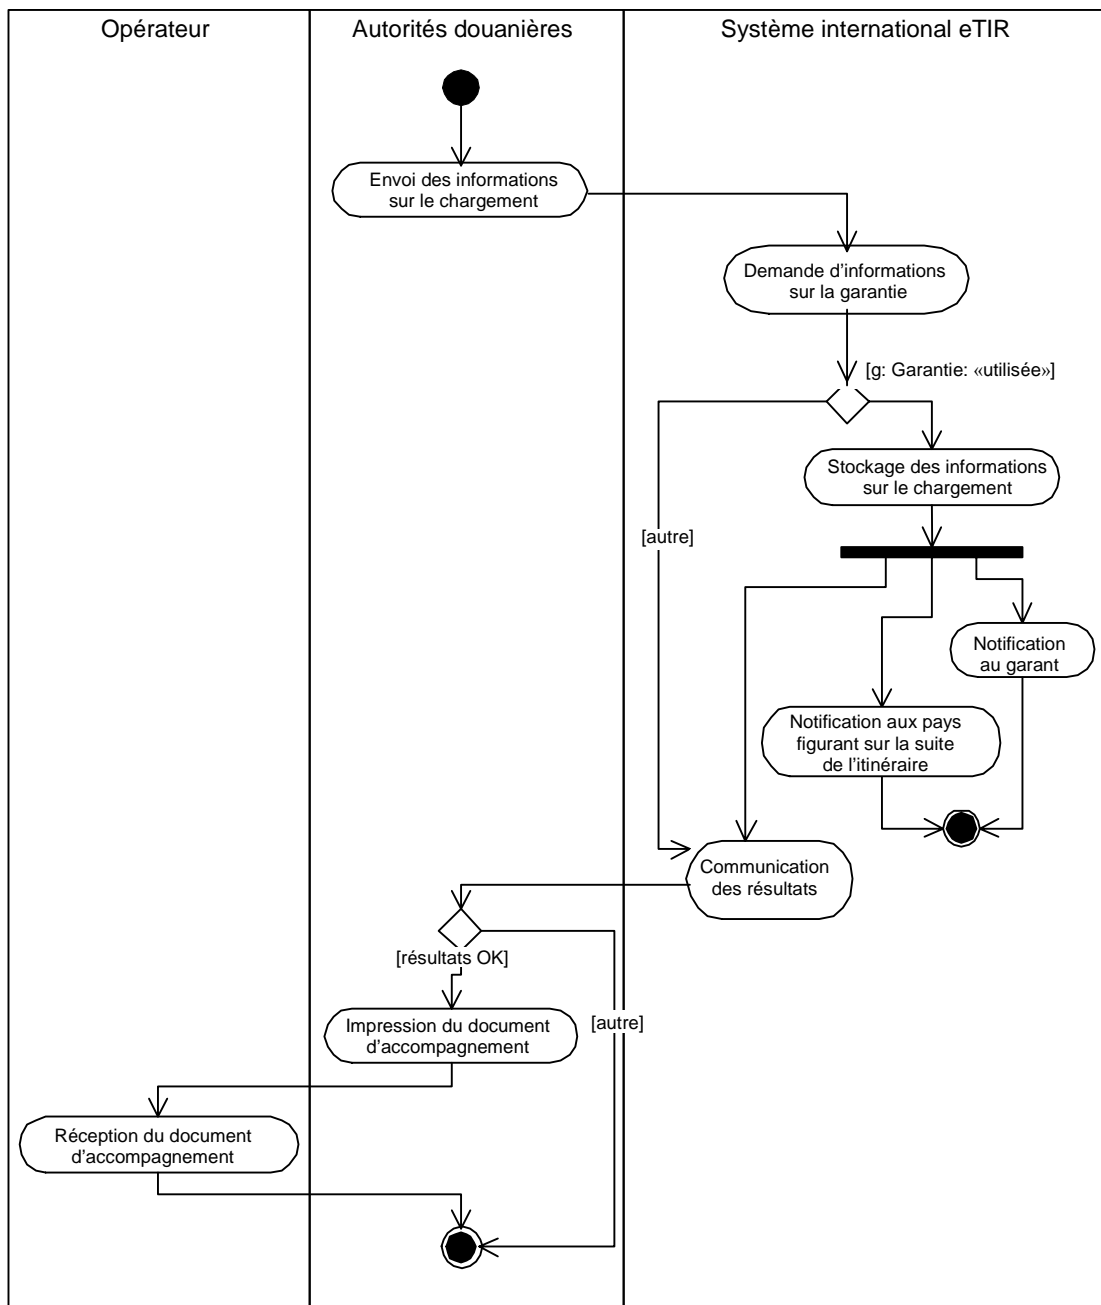 Opérateur
Autorités douanières
Système international eTIR
Envoi des informations
sur le chargement
Demande d'informations
sur la garantie
[g: Garantie: «utilisée»]
Stockage des informations
sur le chargement
[autre]
Notification
au garant
Notification aux pays
figurant sur la suite
de l'itinéraire
Communication
des résultats
[résultats OK]
Impression du document
d'accompagnement
[autre]
Réception du document
d'accompagnement